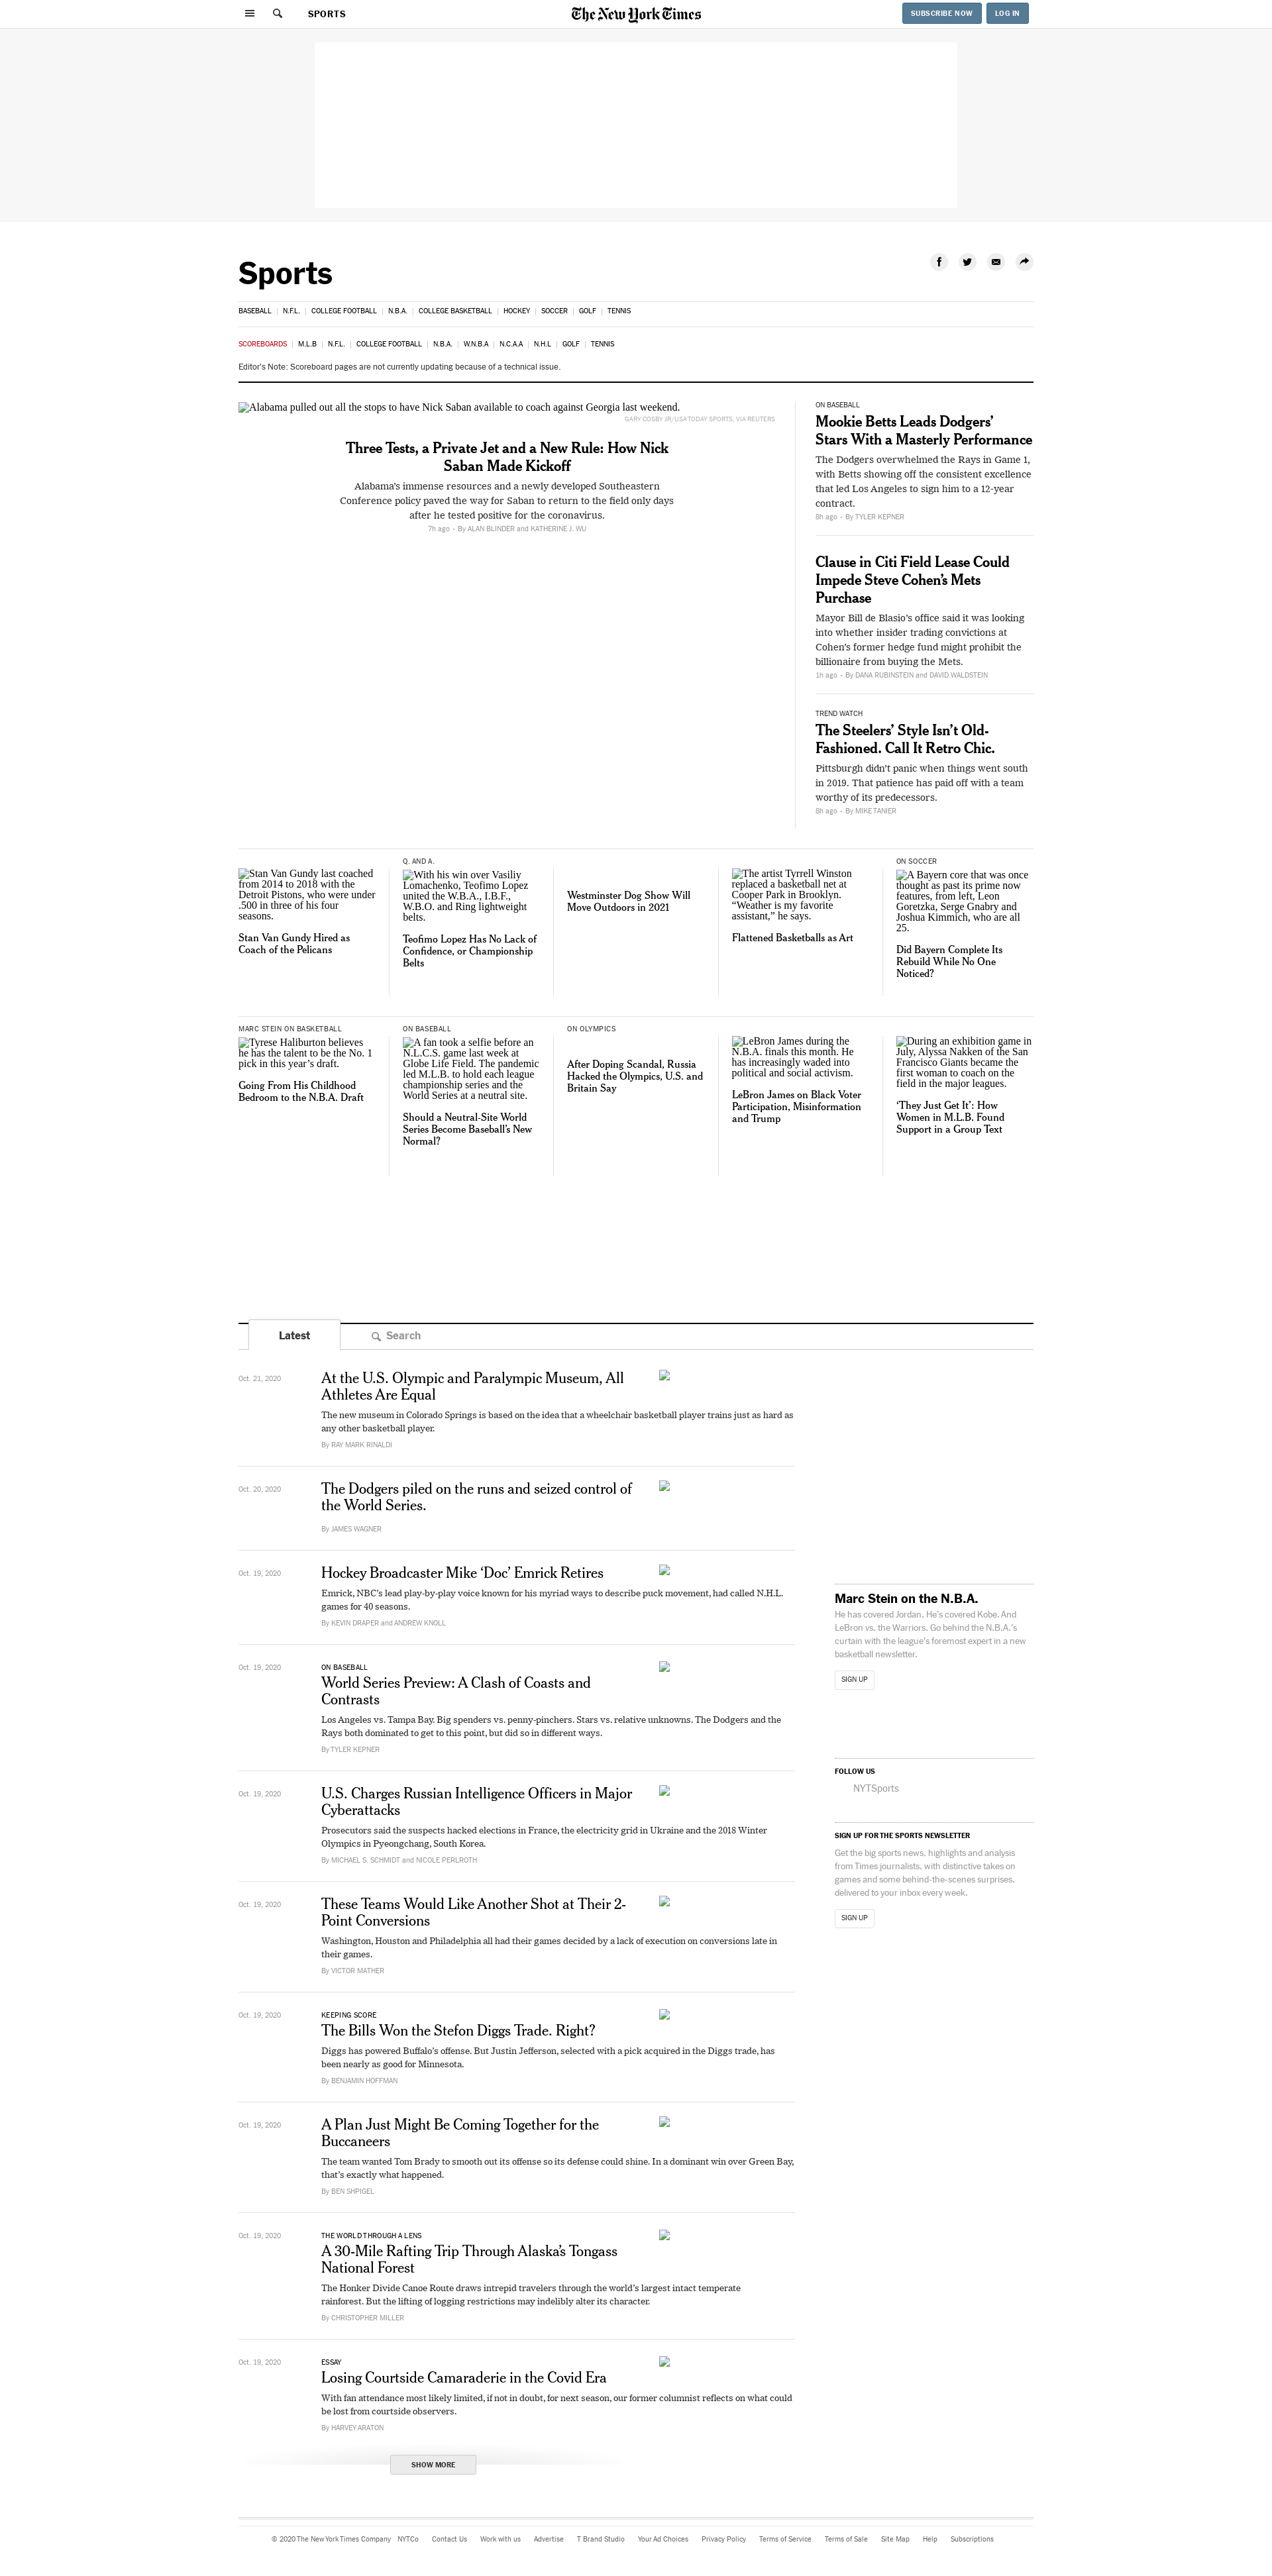 SPORTS
The New York Times
SUBSCRIBE NOW
LOG IN
Sports
BASEBALL
N.F.L.
COLLEGE FOOTBALL
N.B.A.
COLLEGE BASKETBALL
HOCKEY
SOCCER
GOLF
TENNIS
SCOREBOARDS
M.L.B
N.F.L.
COLLEGE FOOTBALL
N.B.A.
W.N.B.A
N.C.A.A
N.H.L
GOLF
TENNIS
Editor's Note: Scoreboard pages are not currently updating because of a technical issue.
Alabama pulled out all the stops to have Nick Saban available to coach against Georgia last weekend.
GARY COSBY JR/USA TODAY SPORTS, VIA REUTERS
Three Tests, a Private Jet and a New Rule: How Nick
Saban Made Kickoff
Alabama’s immense resources and a newly developed Southeastern
Conference policy paved the way for Saban to return to the field only days
after he tested positive for the coronavirus.
7h ago • By ALAN BLINDER and KATHERINE J. WU
ON BASEBALL
Mookie Betts Leads Dodgers’
Stars With a Masterly Performance
The Dodgers overwhelmed the Rays in Game 1,
with Betts showing off the consistent excellence
that led Los Angeles to sign him to a 12-year
contract.
8h ago • By TYLER KEPNER
Clause in Citi Field Lease Could
Impede Steve Cohen’s Mets
Purchase
Mayor Bill de Blasio’s office said it was looking
into whether insider trading convictions at
Cohen’s former hedge fund might prohibit the
billionaire from buying the Mets.
1h ago • By DANA RUBINSTEIN and DAVID WALDSTEIN
TREND WATCH
The Steelers’ Style Isn’t Old-
Fashioned. Call It Retro Chic.
Pittsburgh didn’t panic when things went south
in 2019. That patience has paid off with a team
worthy of its predecessors.
8h ago • By MIKE TANIER
Stan Van Gundy last coached
from 2014 to 2018 with the
Detroit Pistons, who were under
.500 in three of his four
seasons.
Stan Van Gundy Hired as
Coach of the Pelicans
Q. AND A.
With his win over Vasiliy
Lomachenko, Teofimo Lopez
united the W.B.A., I.B.F.,
W.B.O. and Ring lightweight
belts.
Teofimo Lopez Has No Lack of
Confidence, or Championship
Belts
Westminster Dog Show Will
Move Outdoors in 2021
The artist Tyrrell Winston
replaced a basketball net at
Cooper Park in Brooklyn.
“Weather is my favorite
assistant,” he says.
Flattened Basketballs as Art
ON SOCCER
A Bayern core that was once
thought as past its prime now
features, from left, Leon
Goretzka, Serge Gnabry and
Joshua Kimmich, who are all
25.
Did Bayern Complete Its
Rebuild While No One
Noticed?
MARC STEIN ON BASKETBALL
Tyrese Haliburton believes
he has the talent to be the No. 1
pick in this year’s draft.
Going From His Childhood
Bedroom to the N.B.A. Draft
ON BASEBALL
A fan took a selfie before an
N.L.C.S. game last week at
Globe Life Field. The pandemic
led M.L.B. to hold each league
championship series and the
World Series at a neutral site.
Should a Neutral-Site World
Series Become Baseball’s New
Normal?
ON OLYMPICS
After Doping Scandal, Russia
Hacked the Olympics, U.S. and
Britain Say
LeBron James during the
N.B.A. finals this month. He
has increasingly waded into
political and social activism.
LeBron James on Black Voter
Participation, Misinformation
and Trump
During an exhibition game in
July, Alyssa Nakken of the San
Francisco Giants became the
first woman to coach on the
field in the major leagues.
‘They Just Get It’: How
Women in M.L.B. Found
Support in a Group Text
Latest
Search
Oct. 21, 2020
At the U.S. Olympic and Paralympic Museum, All
Athletes Are Equal
The new museum in Colorado Springs is based on the idea that a wheelchair basketball player trains just as hard as
any other basketball player.
By RAY MARK RINALDI
Oct. 20, 2020
The Dodgers piled on the runs and seized control of
the World Series.
By JAMES WAGNER
Oct. 19, 2020
Hockey Broadcaster Mike ‘Doc’ Emrick Retires
Emrick, NBC’s lead play-by-play voice known for his myriad ways to describe puck movement, had called N.H.L.
games for 40 seasons.
By KEVIN DRAPER and ANDREW KNOLL
Oct. 19, 2020
ON BASEBALL
World Series Preview: A Clash of Coasts and
Contrasts
Los Angeles vs. Tampa Bay. Big spenders vs. penny-pinchers. Stars vs. relative unknowns. The Dodgers and the
Rays both dominated to get to this point, but did so in different ways.
By TYLER KEPNER
Oct. 19, 2020
U.S. Charges Russian Intelligence Officers in Major
Cyberattacks
Prosecutors said the suspects hacked elections in France, the electricity grid in Ukraine and the 2018 Winter
Olympics in Pyeongchang, South Korea.
By MICHAEL S. SCHMIDT and NICOLE PERLROTH
Oct. 19, 2020
These Teams Would Like Another Shot at Their 2-
Point Conversions
Washington, Houston and Philadelphia all had their games decided by a lack of execution on conversions late in
their games.
By VICTOR MATHER
Oct. 19, 2020
KEEPING SCORE
The Bills Won the Stefon Diggs Trade. Right?
Diggs has powered Buffalo’s offense. But Justin Jefferson, selected with a pick acquired in the Diggs trade, has
been nearly as good for Minnesota.
By BENJAMIN HOFFMAN
Oct. 19, 2020
A Plan Just Might Be Coming Together for the
Buccaneers
The team wanted Tom Brady to smooth out its offense so its defense could shine. In a dominant win over Green Bay,
that’s exactly what happened.
By BEN SHPIGEL
Oct. 19, 2020
THE WORLD THROUGH A LENS
A 30-Mile Rafting Trip Through Alaska’s Tongass
National Forest
The Honker Divide Canoe Route draws intrepid travelers through the world’s largest intact temperate
rainforest. But the lifting of logging restrictions may indelibly alter its character.
By CHRISTOPHER MILLER
Oct. 19, 2020
ESSAY
Losing Courtside Camaraderie in the Covid Era
With fan attendance most likely limited, if not in doubt, for next season, our former columnist reflects on what could
be lost from courtside observers.
By HARVEY ARATON
SHOW MORE
Marc Stein on the N.B.A.
He has covered Jordan. He’s covered Kobe. And
LeBron vs. the Warriors. Go behind the N.B.A.’s
curtain with the league’s foremost expert in a new
basketball newsletter.
SIGN UP
FOLLOW US
NYTSports
SIGN UP FOR THE SPORTS NEWSLETTER
Get the big sports news, highlights and analysis
from Times journalists, with distinctive takes on
games and some behind-the-scenes surprises,
delivered to your inbox every week.
SIGN UP
© 2020 The New York Times Company
NYTCo
Contact Us
Work with us
Advertise
T Brand Studio
Your Ad Choices
Privacy Policy
Terms of Service
Terms of Sale
Site Map
Help
Subscriptions